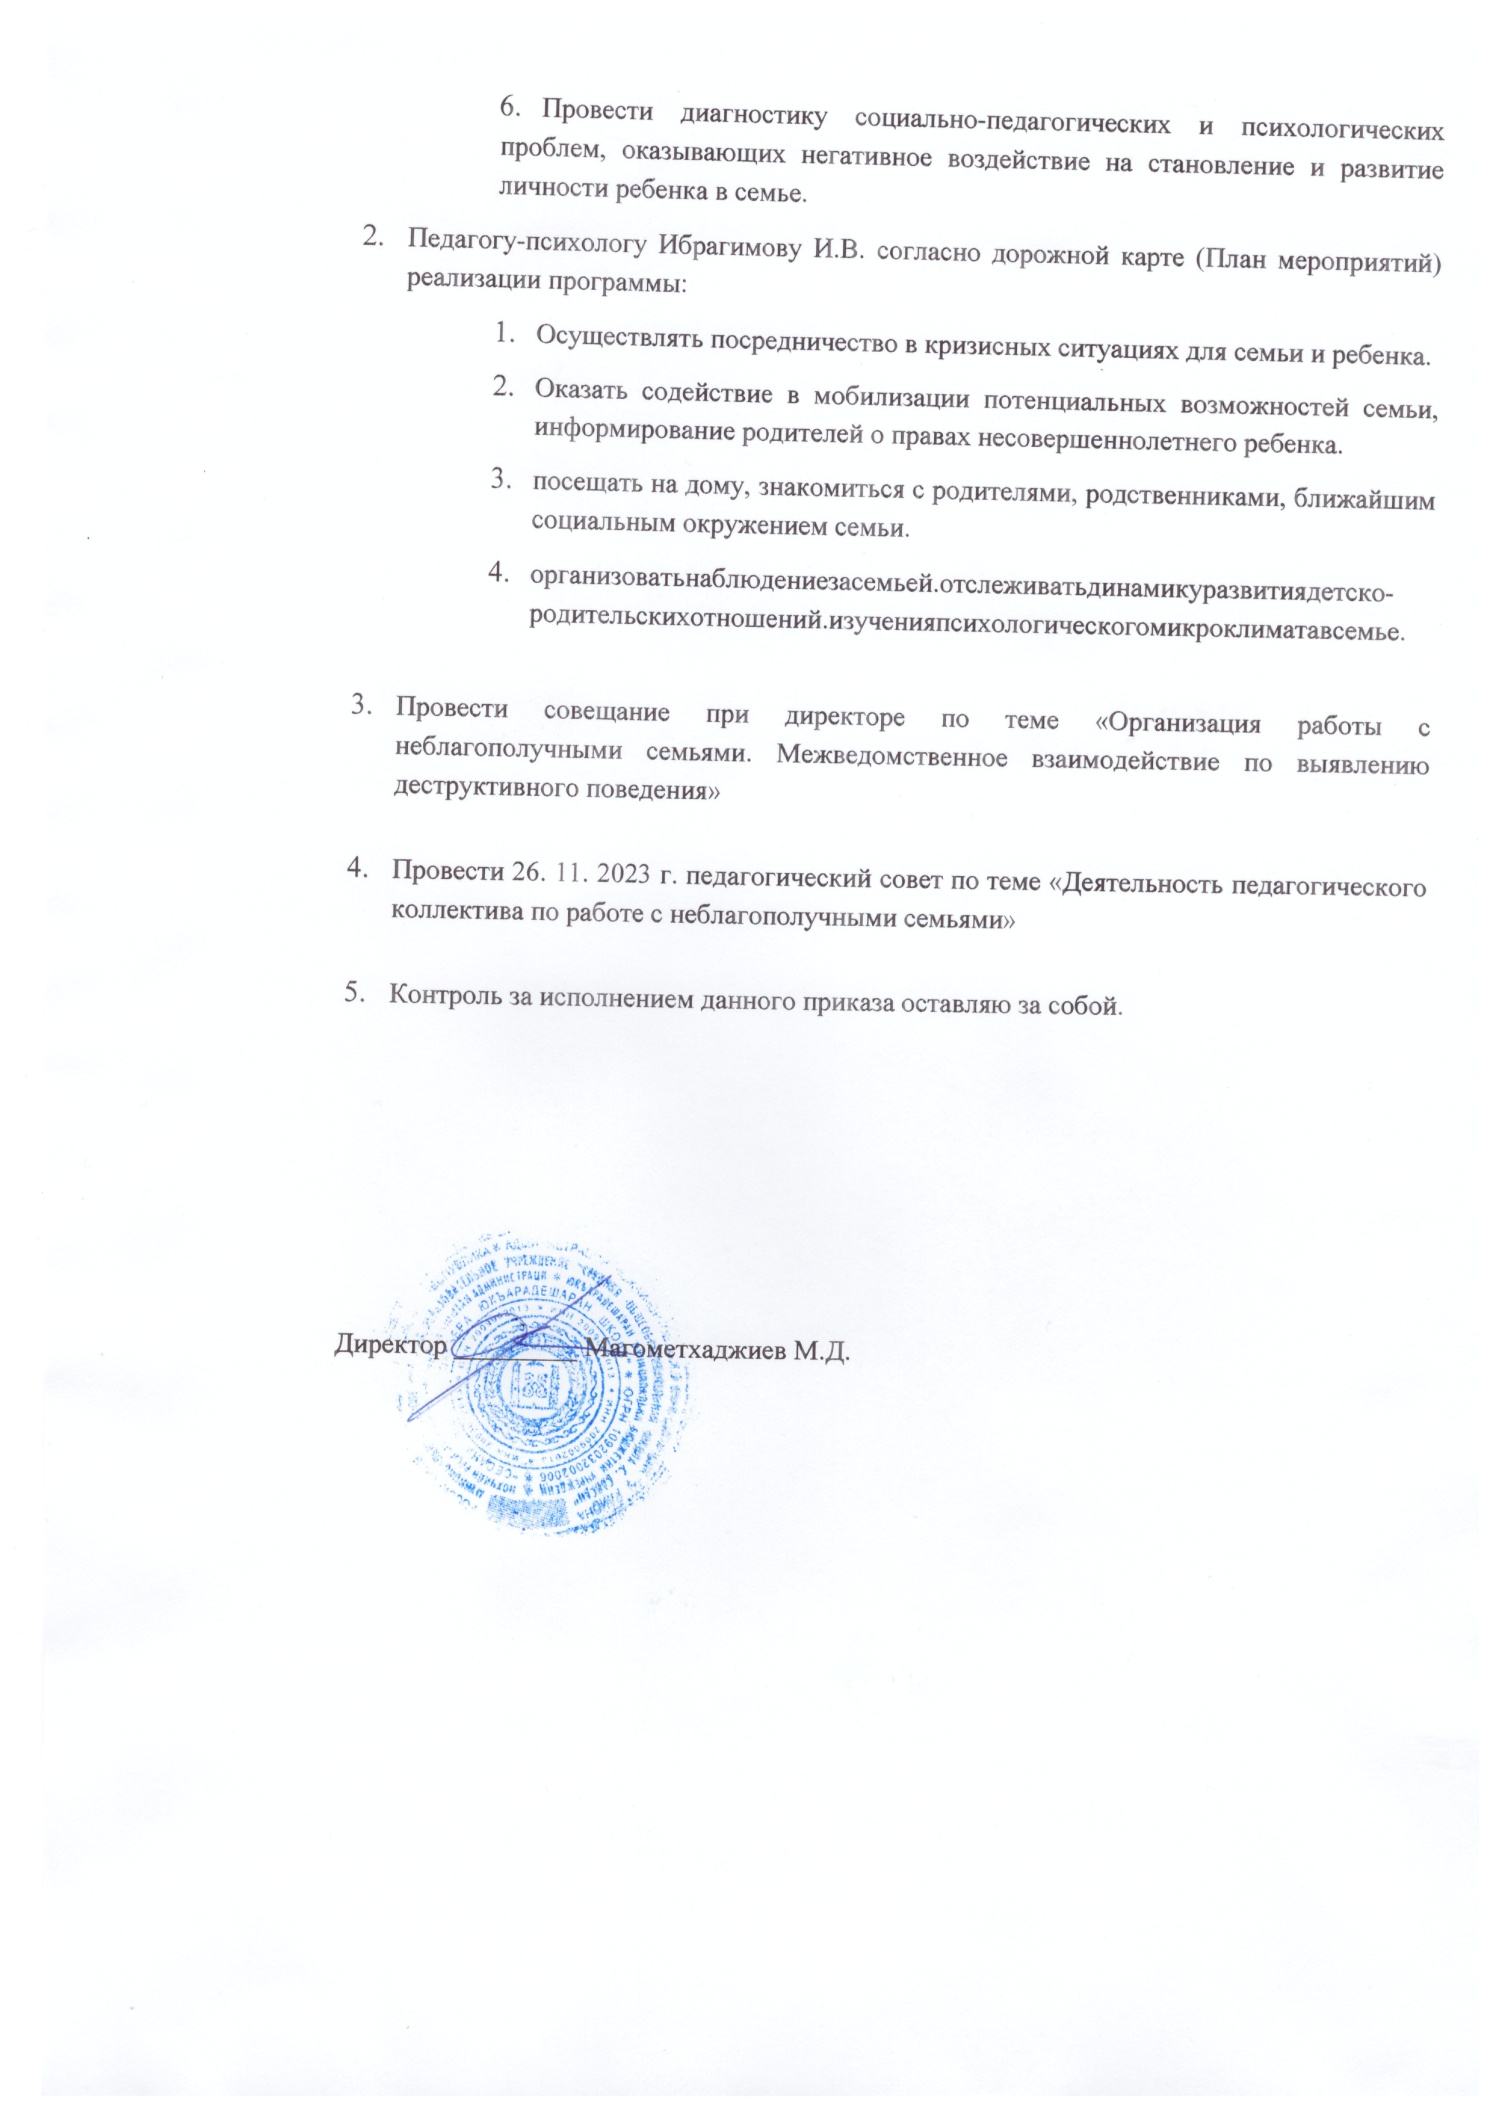 6. Провести диагностику социально-педагогических и психологических
проблем, оказывающих негативное воздействие на становление и развитие
личности ребенка в семье.
2. Педагогу-психологу Ибрагимову И.В. согласно дорожной карте (План мероприятий)
реализации программы:
1. Осуществлять посредничество в кризисных ситуациях для семьи и ребенка.
2. Оказать содействие в мобилизации потенциальных возможностей семьи,
информирование родителей о правах несовершеннолетнего ребенка.
3. посещать на дому, знакомиться с родителями, родственниками, ближайшим
социальным окружением семьи.
4. организоватьнаблюдениезасемьей.отслеживатьдинамикуразвитиядетско-
родительскихотношений.изученияпсихологическогомикроклиматавсемье.
3. Провести совещание при директоре по теме «Организация работы с
неблагополучными семьями. Межведомственное взаимодействие по выявлению
деструктивного поведения»
4. Провести 26. 11. 2023 г. педагогический совет по теме «Деятельность педагогического
коллектива по работе с неблагополучными семьями»
5. Контроль за исполнением данного приказа оставляю за собой.
Директор __________ Магометхаджиев М.Д.
ЮКЪАРАДЕШАРАН
ОГРН 1092032002006